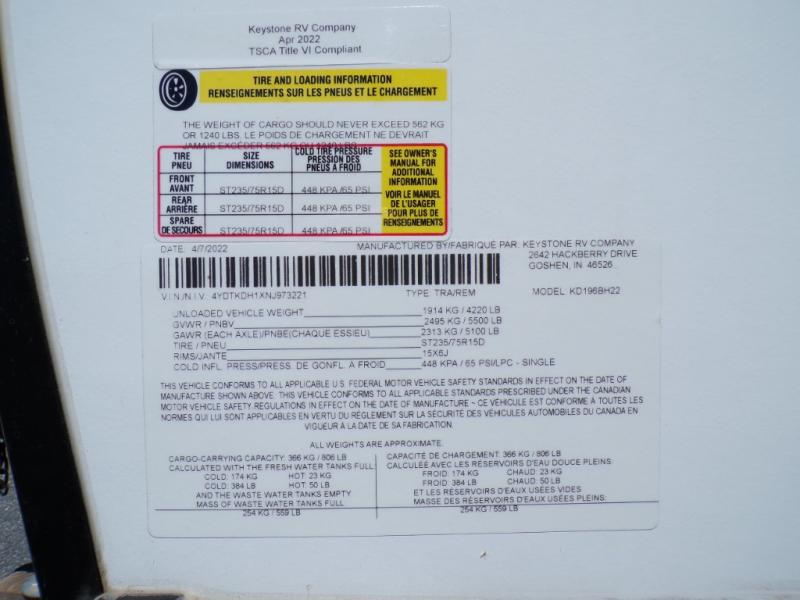 Keystone RV Company
Apr 2022
TSCA Title VI Compliant
TIRE AND LOADING INFORMATION
RENSEIGNEMENTS SUR LES PNEUS ET LE CHARGEMENT
THE WEIGHT OF CARGO SHOULD NEVER EXCEED 562 KG
OR 1240 LBS. LE POIDS DE CHARGEMENT NE DEVRAIT
JAMAIS EXCÉDER 562 KG OU 1240 LBS
TIRE
PNEU
SIZE
DIMENSIONS
COLD TIRE PRESSURE
PRESSION DES
PNEUS À FROID
SEE OWNER'S
MANUAL FOR
ADDITIONAL
INFORMATION
VOIR LE MANUEL
DE L'USAGER
POUR PLUS DE
RENSEIGNEMENTS
FRONT
AVANT
ST235/75R15D
448 KPA /65 PSI
REAR
ARRIÈRE
ST235/75R15D
448 KPA /65 PSI
SPARE
DE SECOURS
ST235/75R15D
448 KPA /65 PSI
DATE: 4/7/2022
MANUFACTURED BY/FABRIQUÉ PAR: KEYSTONE RV COMPANY
2642 HACKBERRY DRIVE
GOSHEN, IN. 46526
V.I.N./N.I.V. 4YDTKDH1XNJ973221 TYPE: TRA/REM MODEL: KD196BH22
UNLOADED VEHICLE WEIGHT 1914 KG / 4220 LB
GVWR / PNBV 2495 KG / 5500 LB
GAWR (EACH AXLE)/PNBE(CHAQUE ESSIEU) 2313 KG / 5100 LB
TIRE / PNEU ST235/75R15D
RIMS/JANTE 15X6J
COLD INFL. PRESS/PRESS. DE GONFL. À FROID 448 KPA / 65 PSI/LPC - SINGLE
THIS VEHICLE CONFORMS TO ALL APPLICABLE U.S. FEDERAL MOTOR VEHICLE SAFETY STANDARDS IN EFFECT ON THE DATE OF
MANUFACTURE SHOWN ABOVE. THIS VEHICLE CONFORMS TO ALL APPLICABLE STANDARDS PRESCRIBED UNDER THE CANADIAN
MOTOR VEHICLE SAFETY REGULATIONS IN EFFECT ON THE DATE OF MANUFACTURE ~ CE VÉHICULE EST CONFORME À TOUTES LES
NORMES QUI LUI SONT APPLICABLES EN VERTU DU RÈGLEMENT SUR LA SÉCURITÉ DES VÉHICULES AUTOMOBILES DU CANADA EN
VIGUEUR À LA DATE DE SA FABRICATION.
ALL WEIGHTS ARE APPROXIMATE.
CARGO-CARRYING CAPACITY: 366 KG / 806 LB
CALCULATED WITH THE FRESH WATER TANKS FULL:
COLD: 174 KG HOT: 23 KG
COLD: 384 LB HOT: 50 LB
AND THE WASTE WATER TANKS EMPTY
MASS OF WASTE WATER TANKS FULL
254 KG / 559 LB
CAPACITÉ DE CHARGEMENT: 366 KG / 806 LB
CALCULÉE AVEC LES RÉSERVOIRS D'EAU DOUCE PLEINS:
FROID: 174 KG CHAUD: 23 KG
FROID: 384 LB CHAUD: 50 LB
ET LES RÉSERVOIRS D'EAUX USÉES VIDES
MASSE DES RÉSERVOIRS D'EAUX USÉES PLEINS:
254 KG / 559 LB